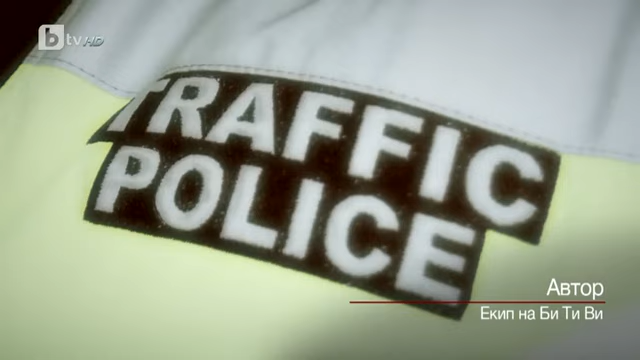 btv HD
TRAFFIC
POLICE
Автор
Екип на Би Ти Ви